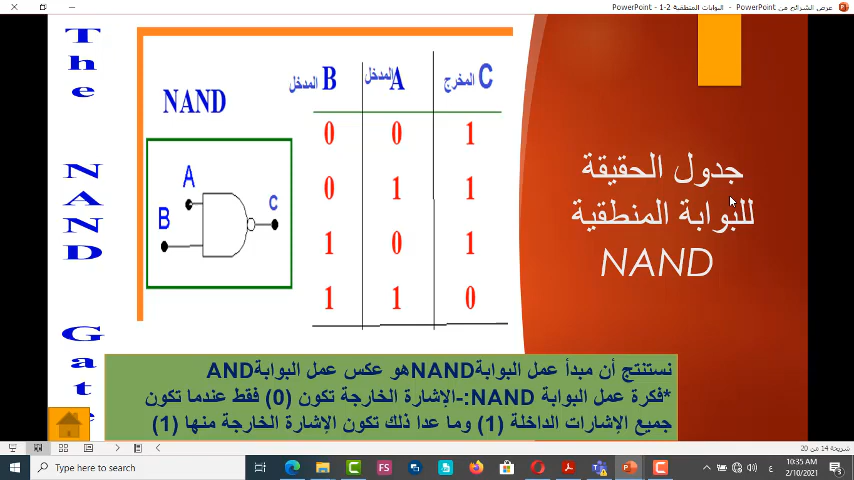 عرض الشرائح من PowerPoint - البوابات المنطقية 2-1 - PowerPoint
The NAND Gate
NAND
A
B
C
المدخل B المدخل A المخرج C
0 0 1
0 1 1
1 0 1
1 1 0
جدول الحقيقة
للبوابة المنطقية
NAND
نستنتج أن مبدأ عمل البوابةNANDهو عكس عمل البوابةAND
*فكرة عمل البوابة NAND:-الإشارة الخارجة تكون (0) فقط عندما تكون
جميع الإشارات الداخلة (1) وما عدا ذلك تكون الإشارة الخارجة منها (1)
شريحة 14 من 20
Type here to search
FS
ع
10:35 AM
2/10/2021
3